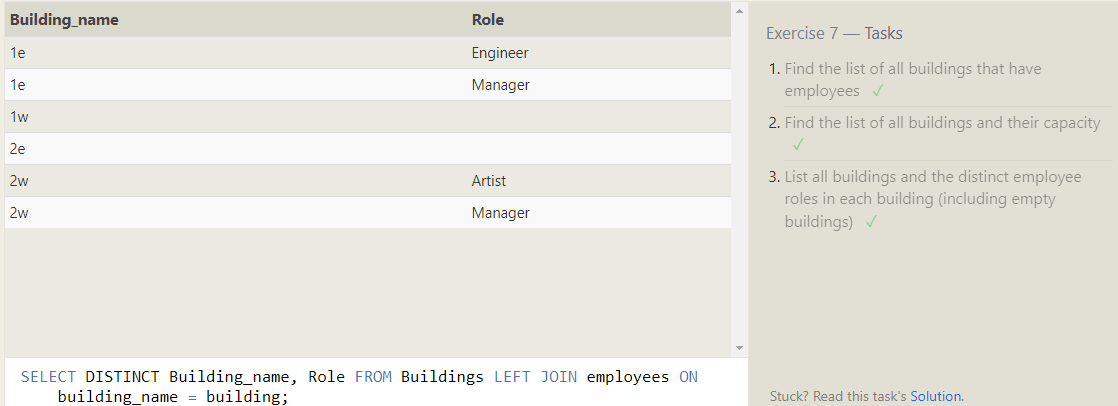 Building_name Role
1e Engineer
1e Manager
1w
2e
2w Artist
2w Manager
SELECT DISTINCT Building_name, Role FROM Buildings LEFT JOIN employees ON
building_name = building;
Exercise 7 — Tasks
1. Find the list of all buildings that have
employees ✓
2. Find the list of all buildings and their capacity
✓
3. List all buildings and the distinct employee
roles in each building (including empty
buildings) ✓
Stuck? Read this task's Solution.